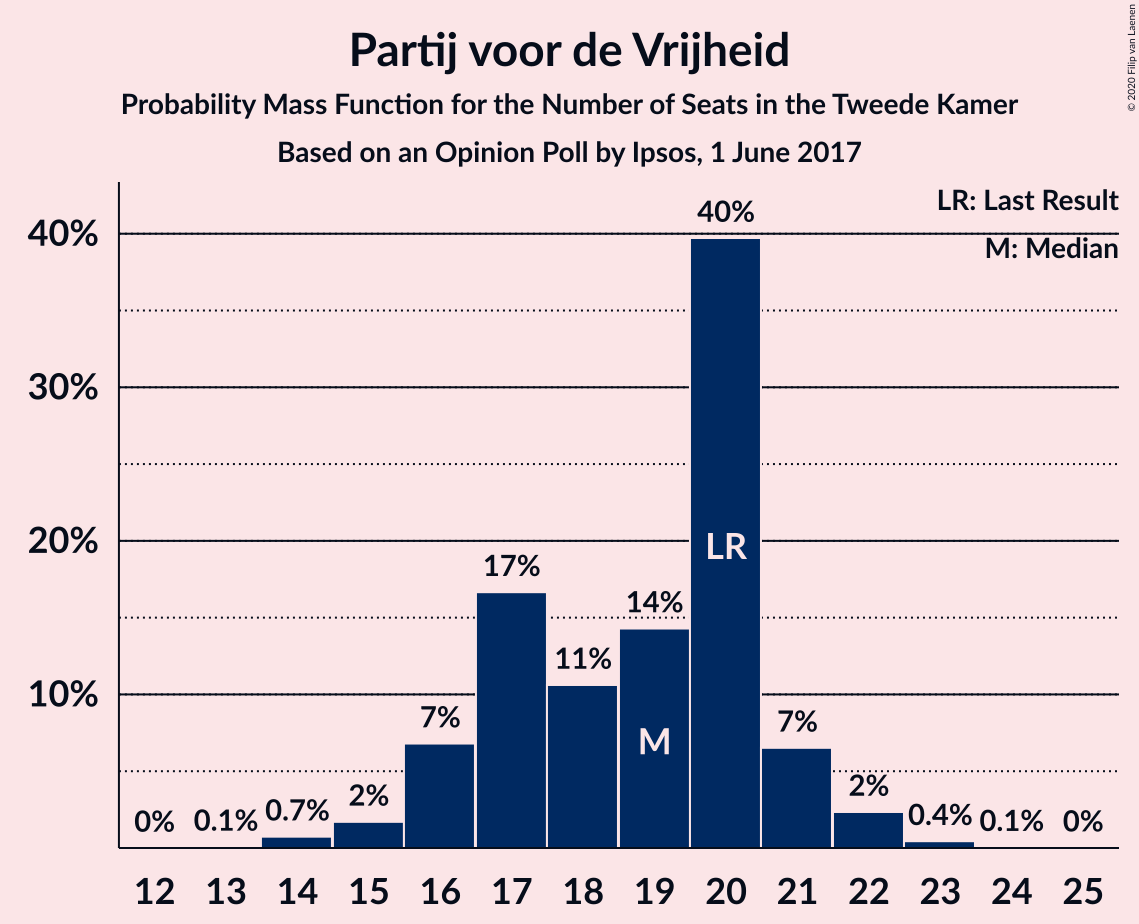 Partij voor de Vrijheid
Probability Mass Function for the Number of Seats in the Tweede Kamer
Based on an Opinion Poll by Ipsos, 1 June 2017
© 2020 Filip van Laenen
LR: Last Result
M: Median
40%
30%
20%
10%
0%
0.1%
0.7%
2%
7%
17%
11%
14%
40%
7%
2%
0.4%
0.1%
0%
LR
M
12 13 14 15 16 17 18 19 20 21 22 23 24 25